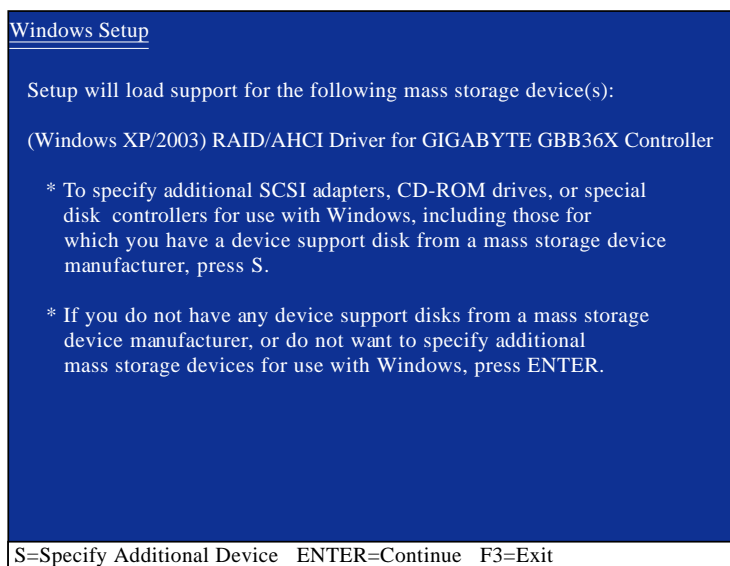 Windows Setup
Setup will load support for the following mass storage device(s):
(Windows XP/2003) RAID/AHCI Driver for GIGABYTE GBB36X Controller
* To specify additional SCSI adapters, CD-ROM drives, or special
disk controllers for use with Windows, including those for
which you have a device support disk from a mass storage device
manufacturer, press S.
* If you do not have any device support disks from a mass storage
device manufacturer, or do not want to specify additional
mass storage devices for use with Windows, press ENTER.
S=Specify Additional Device ENTER=Continue F3=Exit